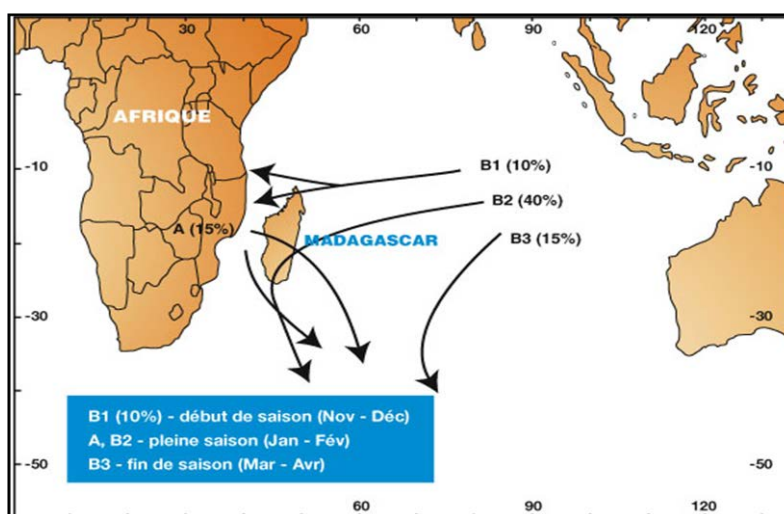 30 60 90 120
AFRIQUE
-10 B1 (10%) -10
B2 (40%)
A (15%) MADAGASCAR B3 (15%)
-30 -30
B1 (10%) - début de saison (Nov - Déc)
A, B2 - pleine saison (Jan - Fév)
B3 - fin de saison (Mar - Avr)
-50 -50
60 90 120